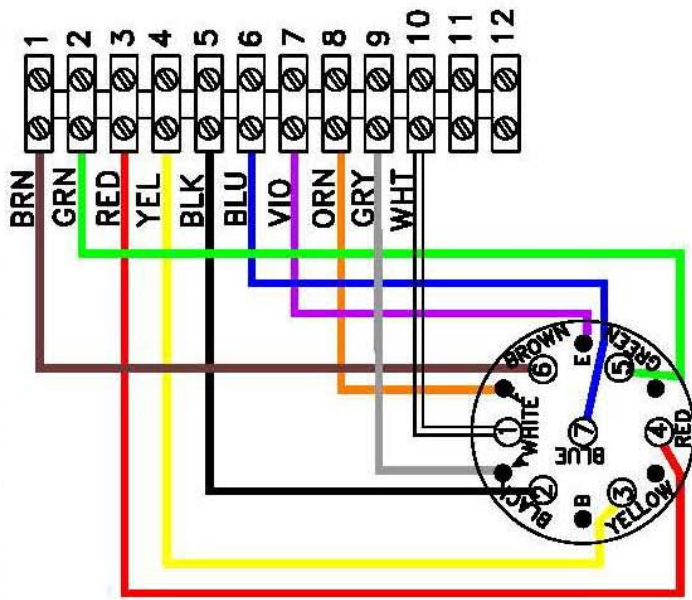 1 2 3 4 5 6 7 8 9 10 11 12
BRN GRN RED YEL BLK BLU VIO ORN GRY WHT
BROWN
E
GREEN
6
5
A
1
WHITE
7
BLUE
4
RED
2
BLACK
B
3
YELLOW